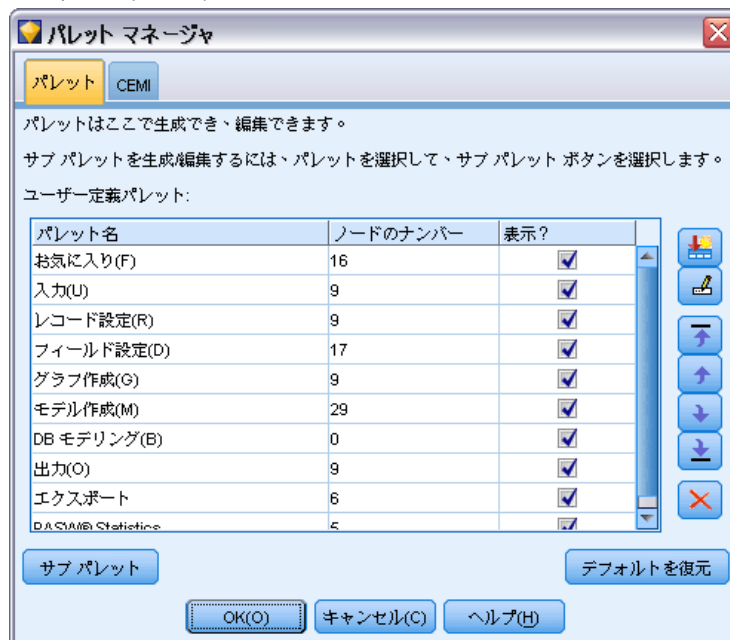 パレット マネージャ
パレット CEMI
パレットはここで生成でき、編集できます。
サブ パレットを生成/編集するには、パレットを選択して、サブ パレット ボタンを選択します。
ユーザー定義パレット:
パレット名 ノードのナンバー 表示?
お気に入り(F) 16
入力(U) 9
レコード設定(R) 9
フィールド設定(D) 17
グラフ作成(G) 9
モデル作成(M) 29
DB モデリング(B) 0
出力(O) 9
エクスポート 6
PASW® Statistics 5
サブ パレット デフォルトを復元
OK(O) キャンセル(C) ヘルプ(H)